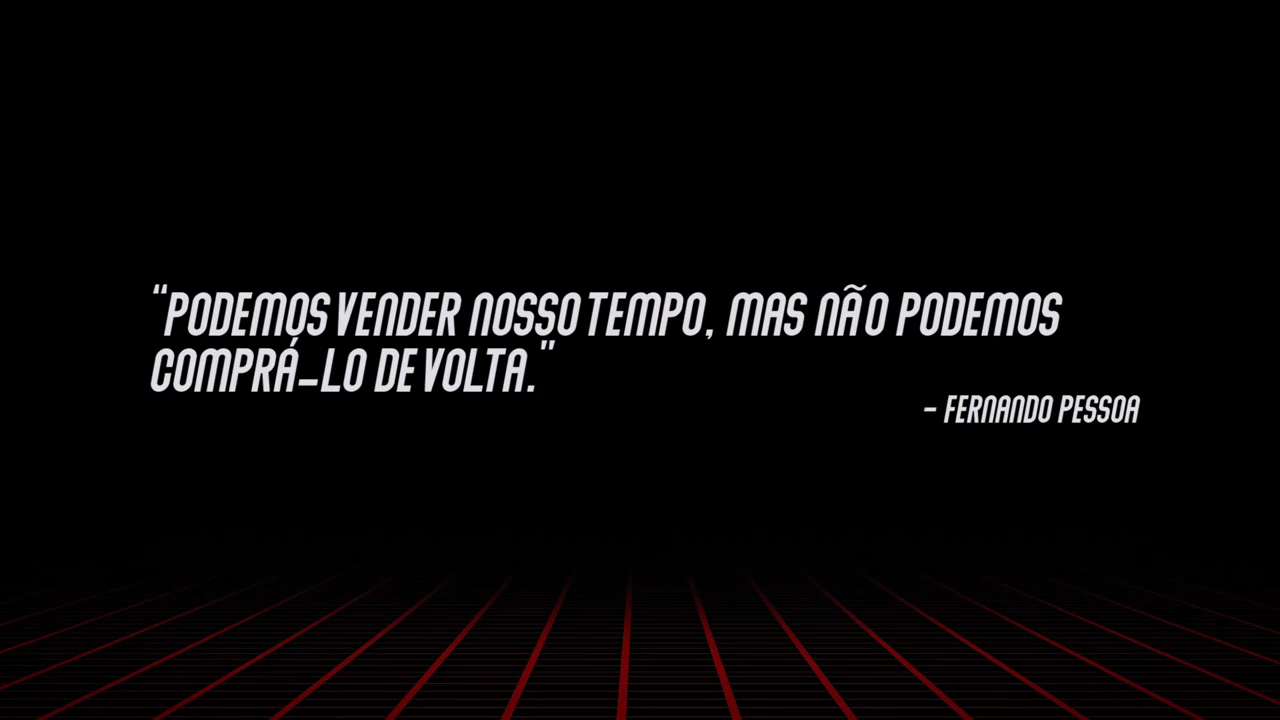 “PODEMOS VENDER NOSSO TEMPO, MAS NÃO PODEMOS
COMPRÁ-LO DE VOLTA.”
- FERNANDO PESSOA